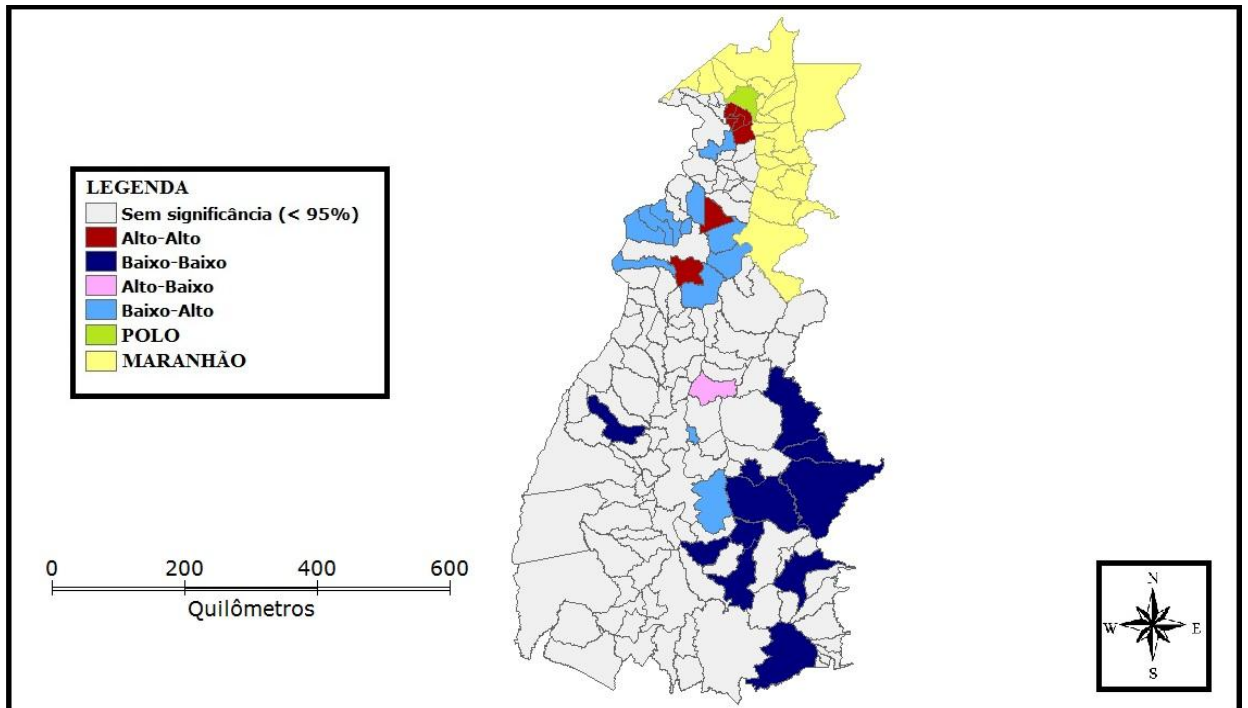 LEGENDA
Sem significância (< 95%)
Alto-Alto
Baixo-Baixo
Alto-Baixo
Baixo-Alto
POLO
MARANHÃO
0 200 400 600
Quilômetros
N
W E
S